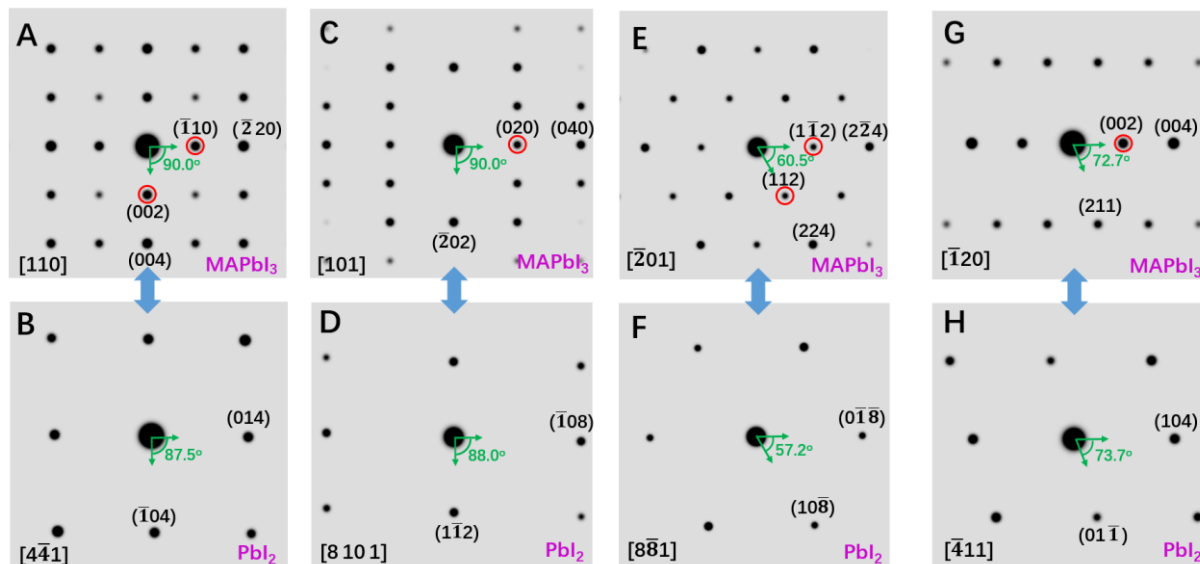 A
(1̅10)
(2̅20)
90.0°
(002)
(004)
[110]
MAPbI₃
C
(020)
(040)
90.0°
(2̅02)
[101]
MAPbI₃
E
(11̅2)
(22̅4)
60.5°
(112)
(224)
[2̅01]
MAPbI₃
G
(002)
(004)
72.7°
(211)
[1̅20]
MAPbI₃
B
(014)
87.5°
(1̅04)
[44̅1]
PbI₂
D
(1̅08)
88.0°
(11̅2)
[8 10 1]
PbI₂
F
(01̅8̅)
57.2°
(108̅)
[88̅1]
PbI₂
H
(104)
73.7°
(011̅)
[4̅11]
PbI₂